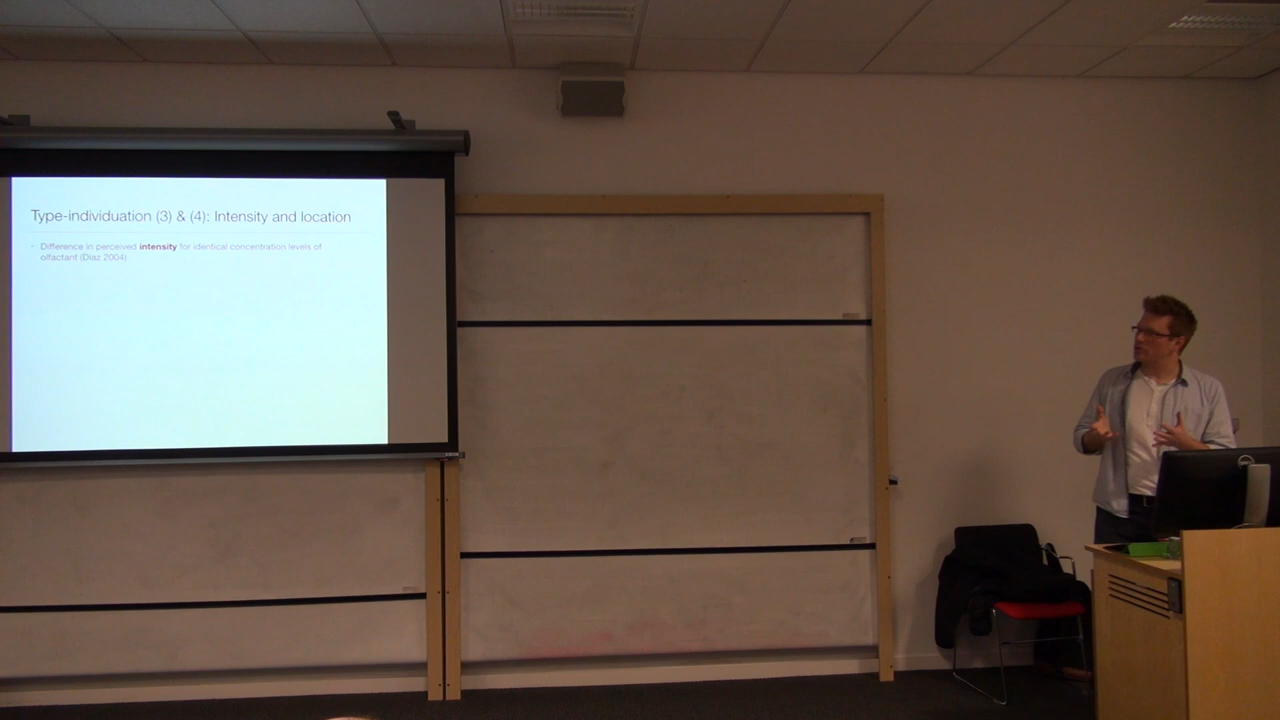 Type-individuation (3) & (4): Intensity and location
- Difference in perceived intensity for identical concentration levels of
olfactant (Diaz 2004)